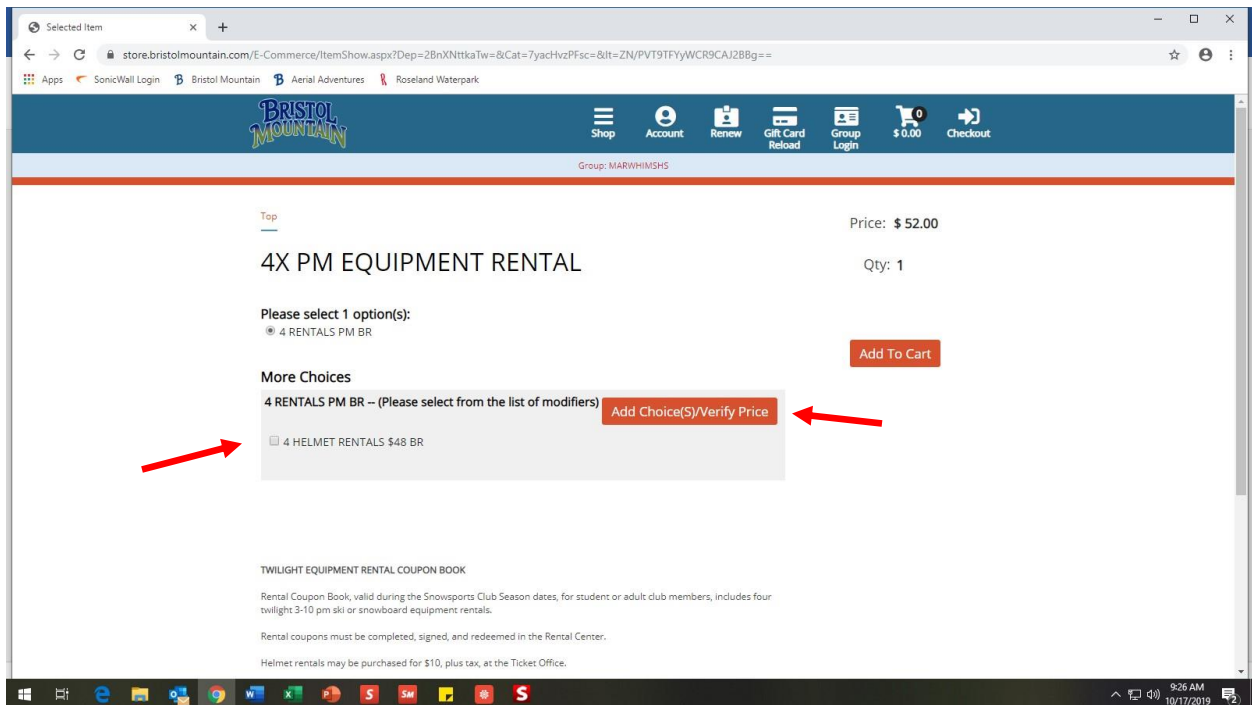 Selected Item
store.bristolmountain.com/E-Commerce/ItemShow.aspx?Dep=2BnXNttkaTw=&Cat=7yacHvzPFsc=&It=ZN/PVT9TFYyWCR9CAJ2BBg==
Apps SonicWall Login Bristol Mountain Aerial Adventures Roseland Waterpark
BRISTOL
MOUNTAIN
Shop Account Renew Gift Card Reload Group Login 0 $ 0.00 Checkout
Group: MARWHIMSHS
Top
Price: $ 52.00
4X PM EQUIPMENT RENTAL
Qty: 1
Please select 1 option(s):
4 RENTALS PM BR
Add To Cart
More Choices
4 RENTALS PM BR -- (Please select from the list of modifiers) Add Choice(S)/Verify Price
4 HELMET RENTALS $48 BR
TWILIGHT EQUIPMENT RENTAL COUPON BOOK
Rental Coupon Book, valid during the Snowsports Club Season dates, for student or adult club members, includes four
twilight 3-10 pm ski or snowboard equipment rentals.
Rental coupons must be completed, signed, and redeemed in the Rental Center.
Helmet rentals may be purchased for $10, plus tax, at the Ticket Office.
9:26 AM
10/17/2019
2